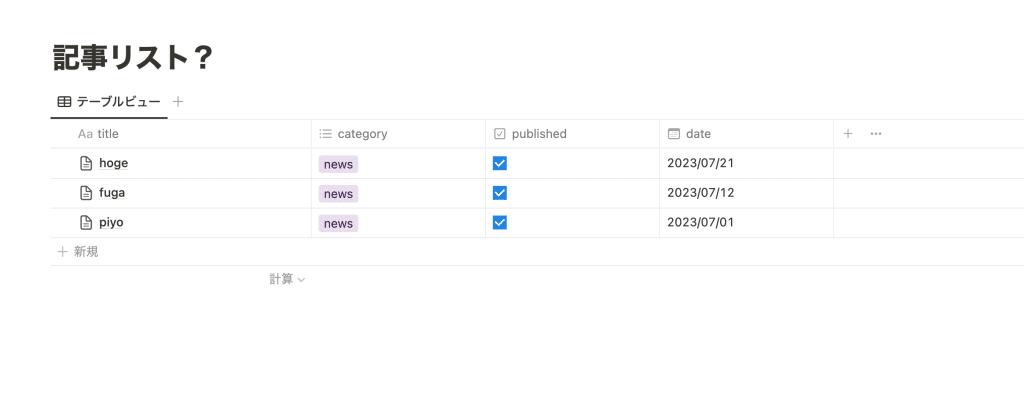 記事リスト？
テーブルビュー
Aa title category published date
hoge news 2023/07/21
fuga news 2023/07/12
piyo news 2023/07/01
新規
計算